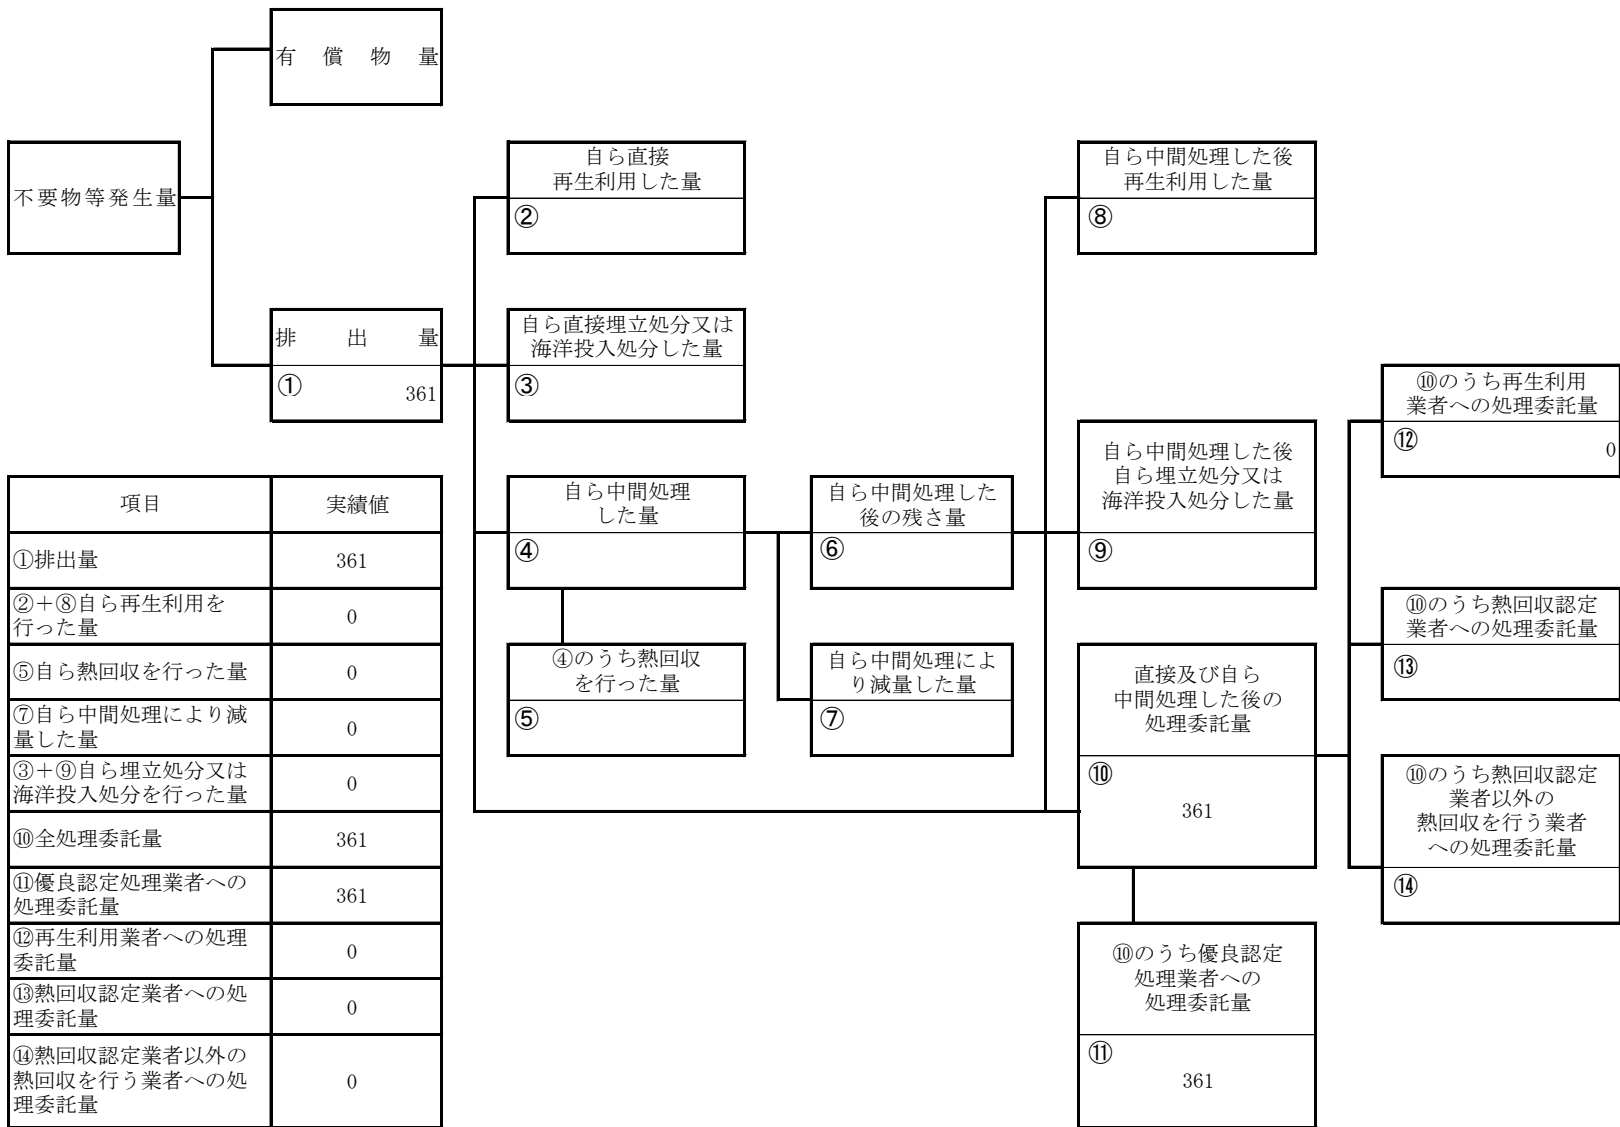 有償物量
不要物等発生量
排出量
①
361
自ら直接
再生利用した量
②
自ら直接埋立処分又は
海洋投入処分した量
③
自ら中間処理
した量
④
④のうち熱回収
を行った量
⑤
自ら中間処理した
後の残さ量
⑥
自ら中間処理によ
り減量した量
⑦
自ら中間処理した後
再生利用した量
⑧
自ら中間処理した後
自ら埋立処分又は
海洋投入処分した量
⑨
直接及び自ら
中間処理した後の
処理委託量
⑩
361
⑩のうち優良認定
処理業者への
処理委託量
⑪
361
⑩のうち再生利用
業者への処理委託量
⑫
0
⑩のうち熱回収認定
業者への処理委託量
⑬
⑩のうち熱回収認定
業者以外の
熱回収を行う業者
への処理委託量
⑭
項目 実績値
①排出量 361
②+⑧自ら再生利用を
行った量 0
⑤自ら熱回収を行った量 0
⑦自ら中間処理により減
量した量 0
③+⑨自ら埋立処分又は
海洋投入処分を行った量 0
⑩全処理委託量 361
⑪優良認定処理業者への
処理委託量 361
⑫再生利用業者への処理
委託量 0
⑬熱回収認定業者への処
理委託量 0
⑭熱回収認定業者以外の
熱回収を行う業者への処
理委託量 0